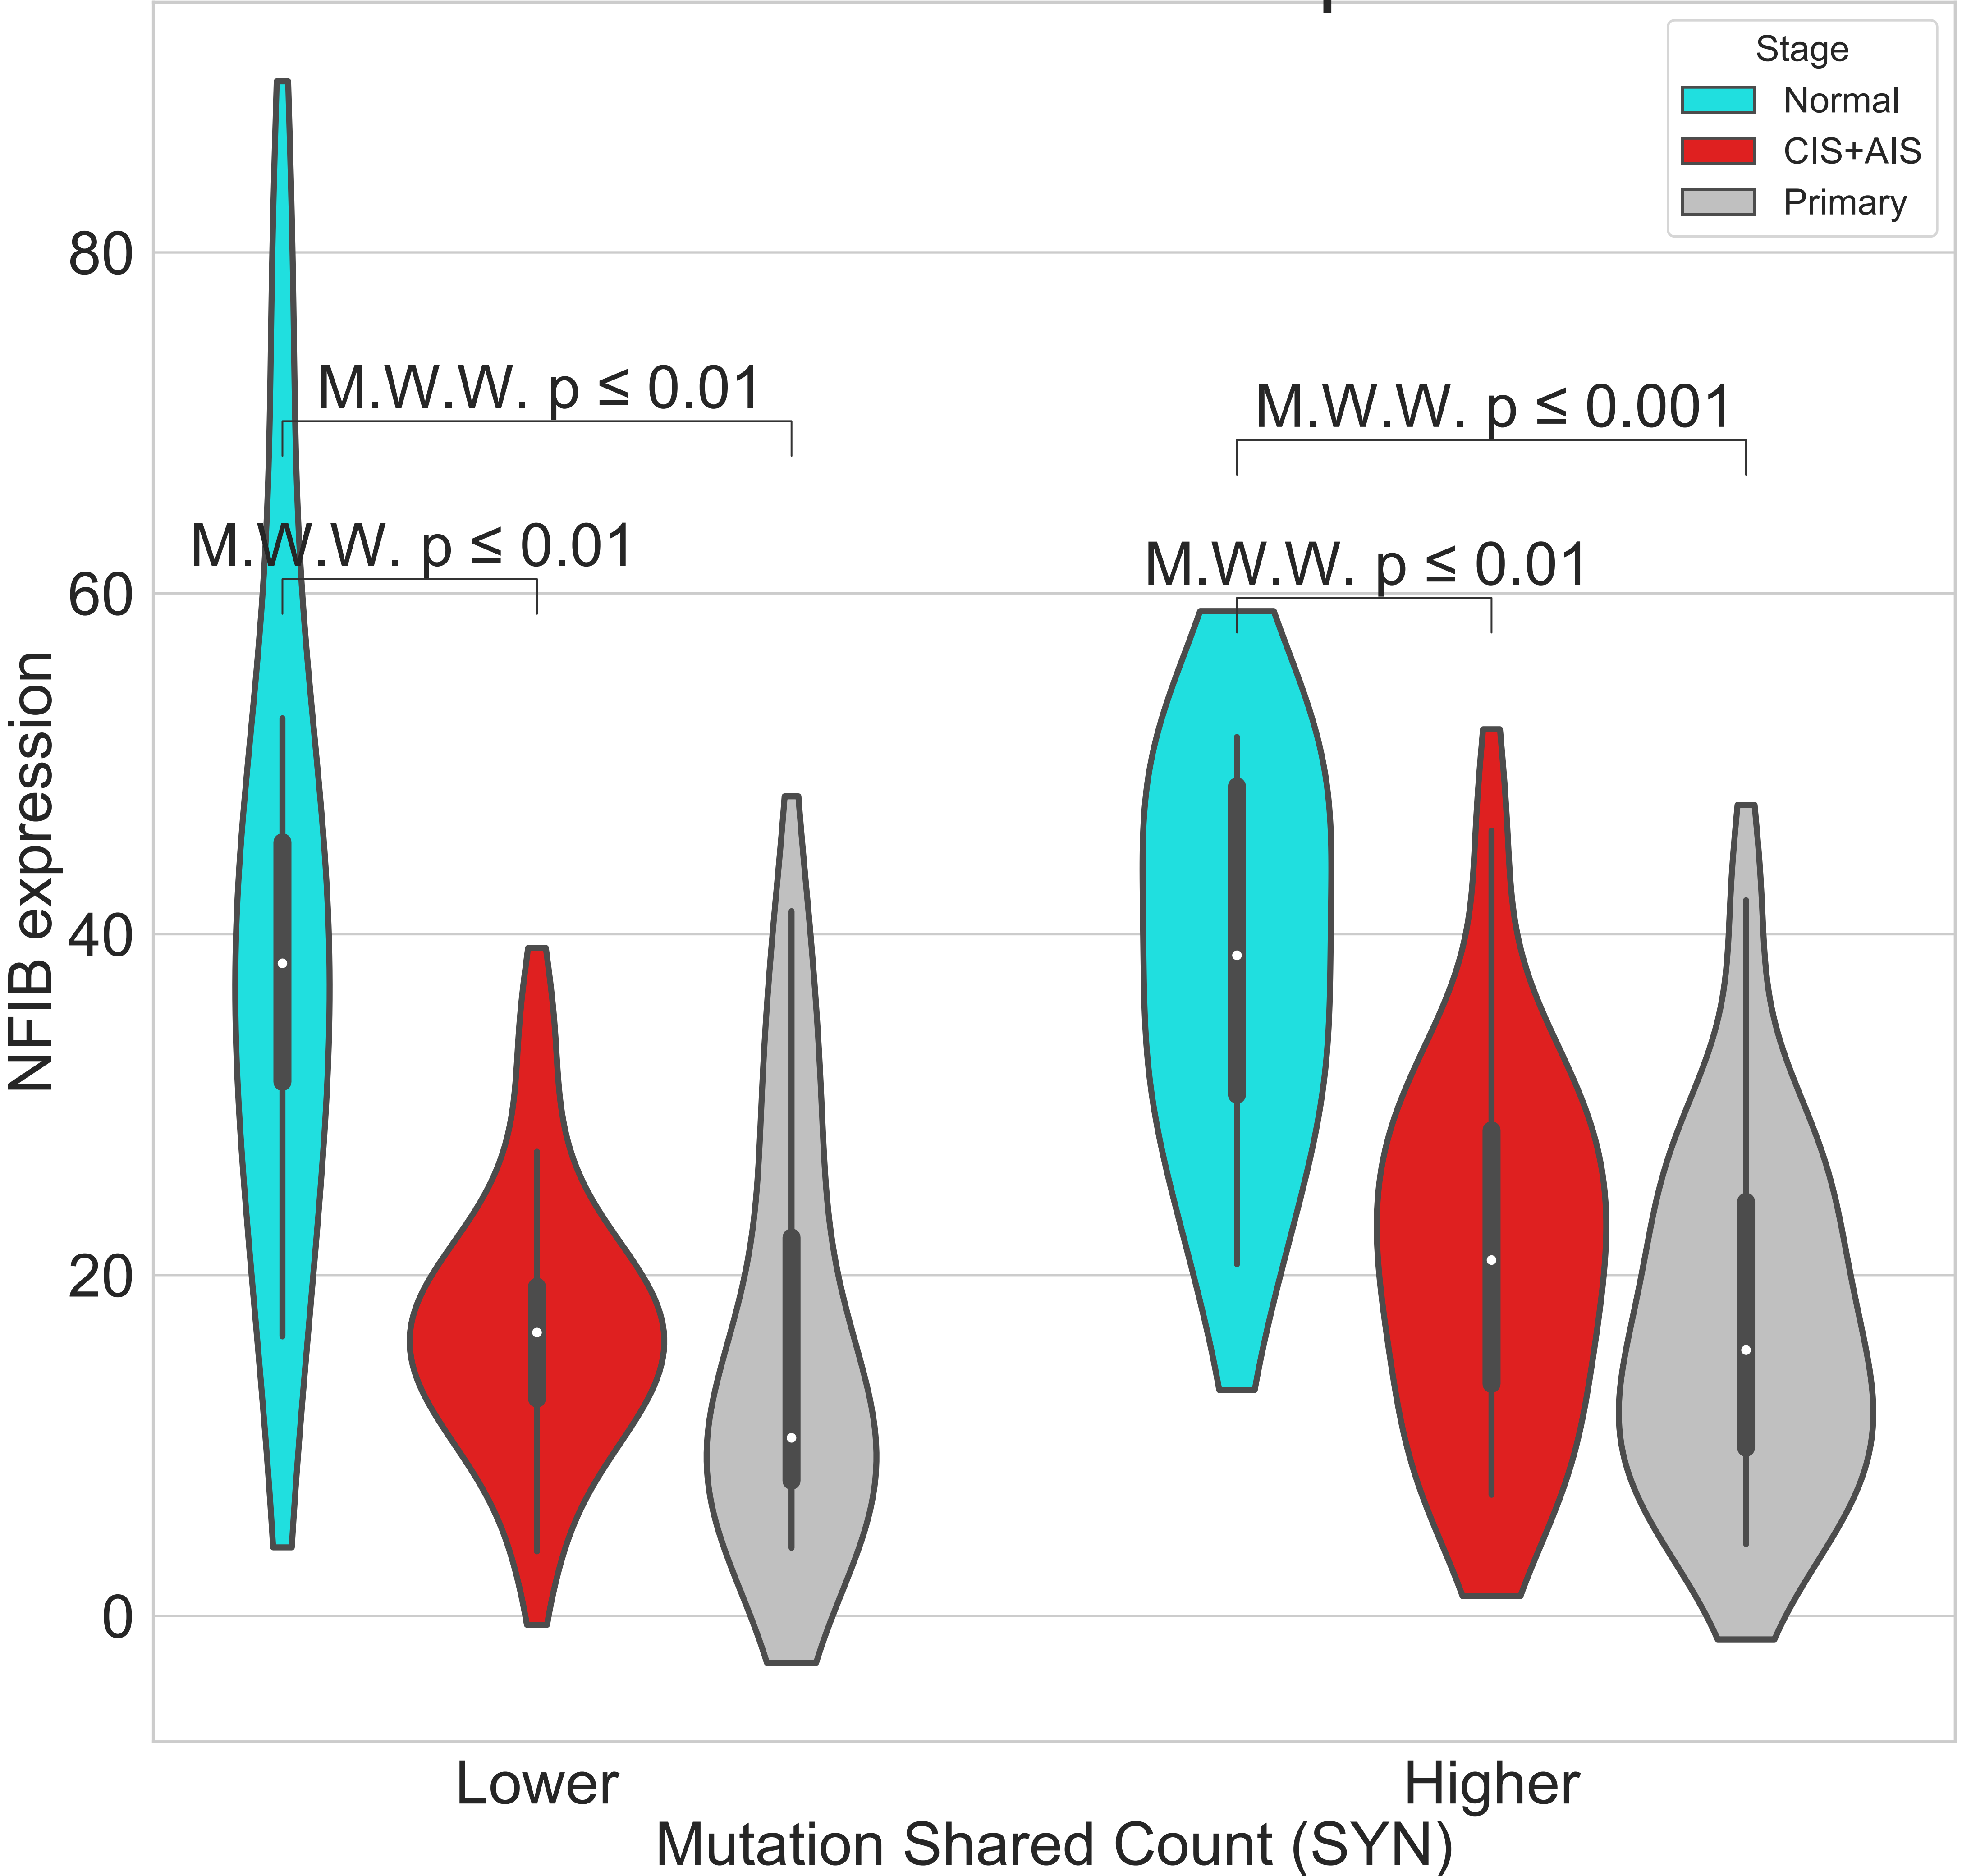 Stage
Normal
CIS+AIS
Primary
80
60
40
20
0
NFIB expression
M.W.W. p ≤ 0.01
M.W.W. p ≤ 0.001
M.W.W. p ≤ 0.01
M.W.W. p ≤ 0.01
Lower
Higher
Mutation Shared Count (SYN)